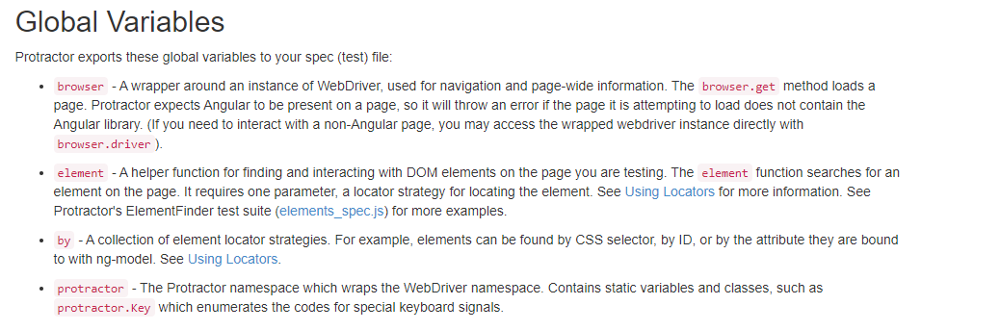 Global Variables
Protractor exports these global variables to your spec (test) file:
• browser - A wrapper around an instance of WebDriver, used for navigation and page-wide information. The browser.get method loads a
page. Protractor expects Angular to be present on a page, so it will throw an error if the page it is attempting to load does not contain the
Angular library. (If you need to interact with a non-Angular page, you may access the wrapped webdriver instance directly with
browser.driver ).
• element - A helper function for finding and interacting with DOM elements on the page you are testing. The element function searches for an
element on the page. It requires one parameter, a locator strategy for locating the element. See Using Locators for more information. See
Protractor's ElementFinder test suite (elements_spec.js) for more examples.
• by - A collection of element locator strategies. For example, elements can be found by CSS selector, by ID, or by the attribute they are bound
to with ng-model. See Using Locators.
• protractor - The Protractor namespace which wraps the WebDriver namespace. Contains static variables and classes, such as
protractor.Key which enumerates the codes for special keyboard signals.